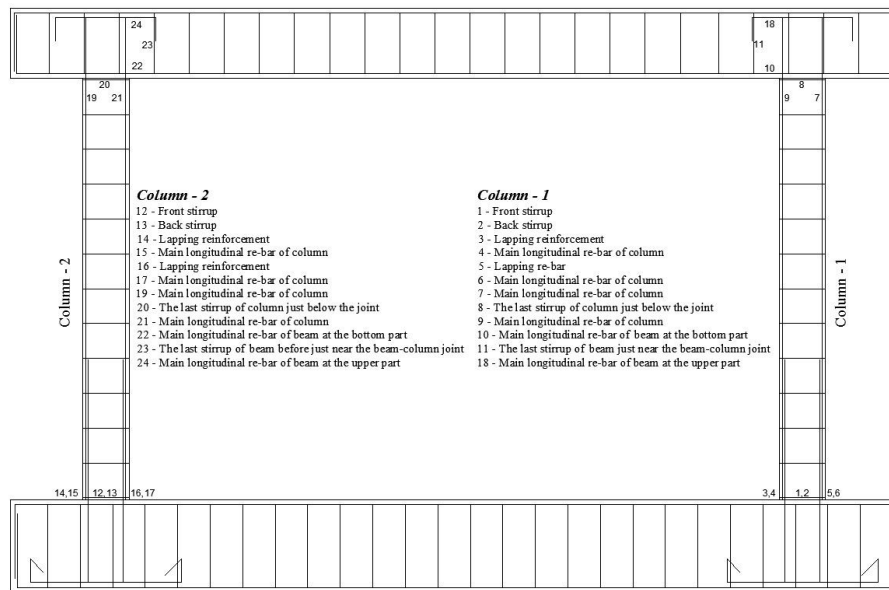 24
18
23
11
22
10
20
8
19 21
9 7
Column - 2
12 - Front stirrup
13 - Back stirrup
14 - Lapping reinforcement
15 - Main longitudinal re-bar of column
16 - Lapping reinforcement
17 - Main longitudinal re-bar of column
19 - Main longitudinal re-bar of column
20 - The last stirrup of column just below the joint
21 - Main longitudinal re-bar of column
22 - Main longitudinal re-bar of beam at the bottom part
23 - The last stirrup of beam before just near the beam-column joint
24 - Main longitudinal re-bar of beam at the upper part
Column - 1
1 - Front stirrup
2 - Back stirrup
3 - Lapping reinforcement
4 - Main longitudinal re-bar of column
5 - Lapping re-bar
6 - Main longitudinal re-bar of column
7 - Main longitudinal re-bar of column
8 - The last stirrup of column just below the joint
9 - Main longitudinal re-bar of column
10 - Main longitudinal re-bar of beam at the bottom part
11 - The last stirrup of beam just near the beam-column joint
18 - Main longitudinal re-bar of beam at the upper part
Column - 2
Column - 1
14,15 12,13 16,17
3,4 1,2 5,6